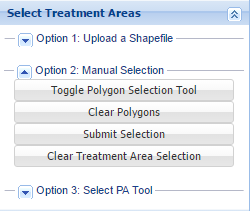 Select Treatment Areas
Option 1: Upload a Shapefile
Option 2: Manual Selection
Toggle Polygon Selection Tool
Clear Polygons
Submit Selection
Clear Treatment Area Selection
Option 3: Select PA Tool